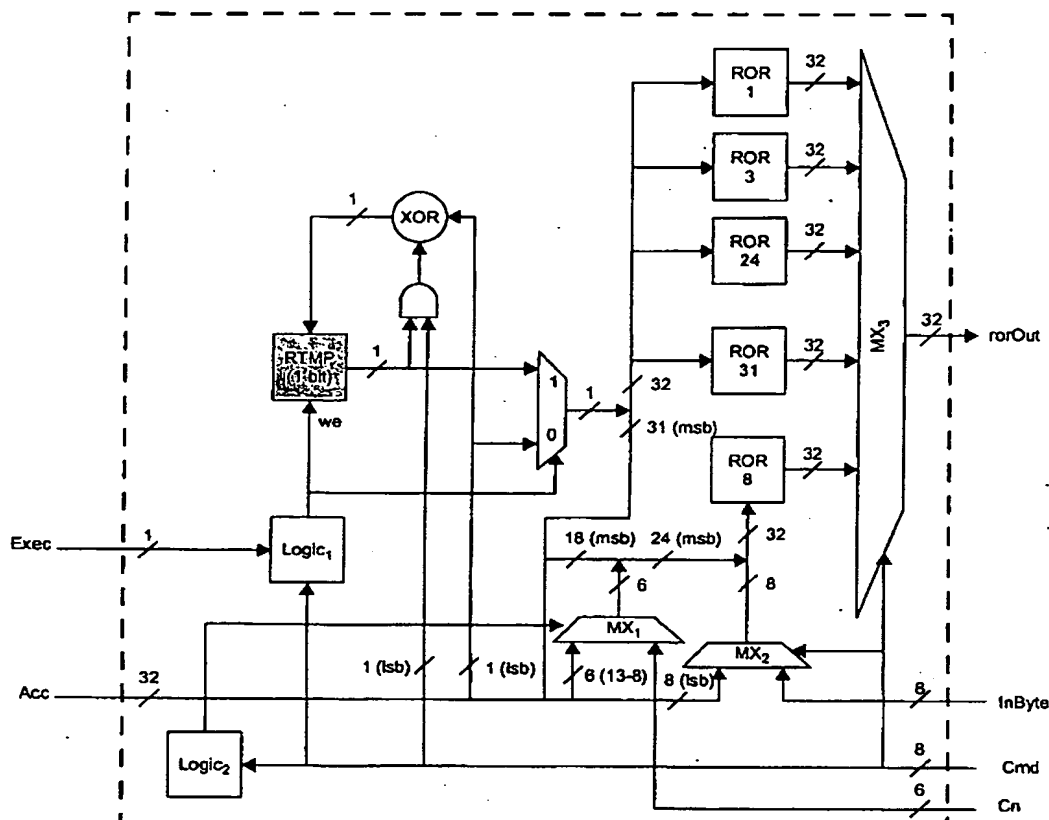 ROR
1
32
ROR
3
32
ROR
24
32
ROR
31
32
ROR
8
32
MX3
32
rorOut
1
XOR
RTMP
(1-bit)
we
1
1
0
1
32
31 (msb)
Exec
1
Logic1
18 (msb)
24 (msb)
32
6
8
MX1
MX2
1 (lsb)
1 (lsb)
6 (13-8)
8 (lsb)
Acc
32
8
InByte
Logic2
8
Cmd
6
Cn